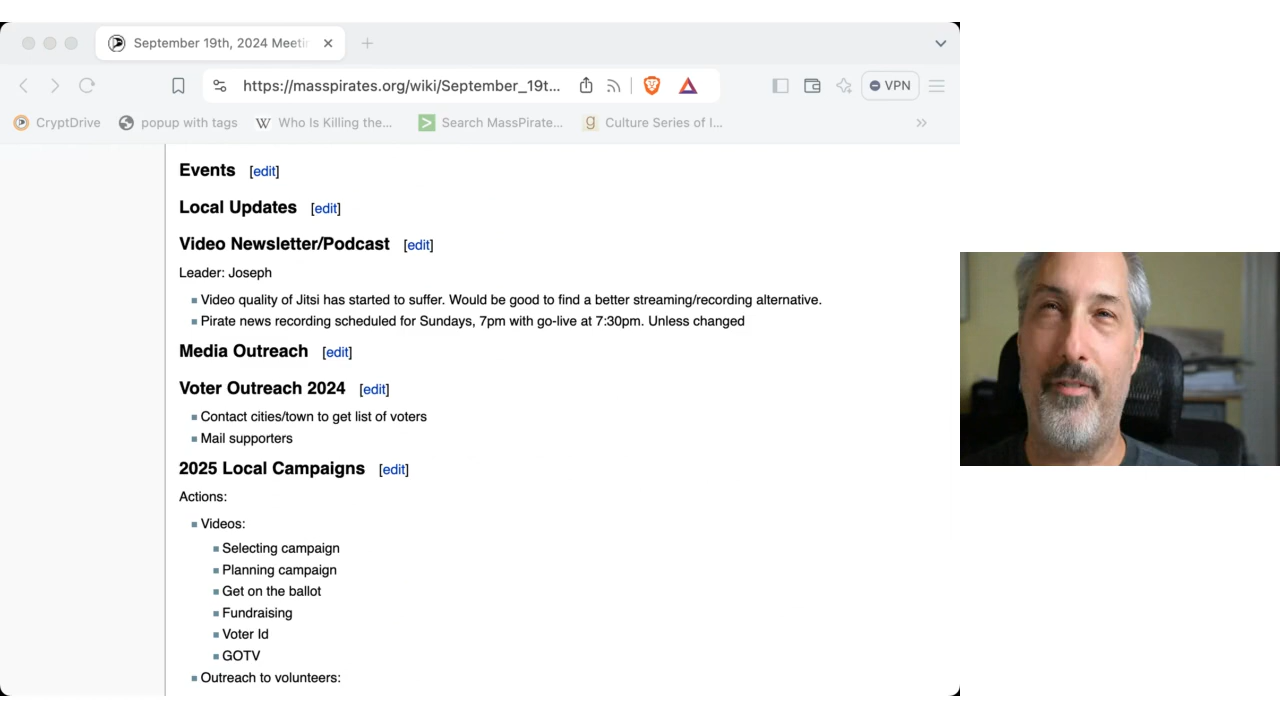 September 19th, 2024 Meeti
https://masspirates.org/wiki/September_19t...
VPN
CryptDrive
popup with tags
W Who Is Killing the...
Search MassPirate...
g Culture Series of I...
Events [edit]
Local Updates [edit]
Video Newsletter/Podcast [edit]
Leader: Joseph
Video quality of Jitsi has started to suffer. Would be good to find a better streaming/recording alternative.
Pirate news recording scheduled for Sundays, 7pm with go-live at 7:30pm. Unless changed
Media Outreach [edit]
Voter Outreach 2024 [edit]
Contact cities/town to get list of voters
Mail supporters
2025 Local Campaigns [edit]
Actions:
Videos:
Selecting campaign
Planning campaign
Get on the ballot
Fundraising
Voter Id
GOTV
Outreach to volunteers: